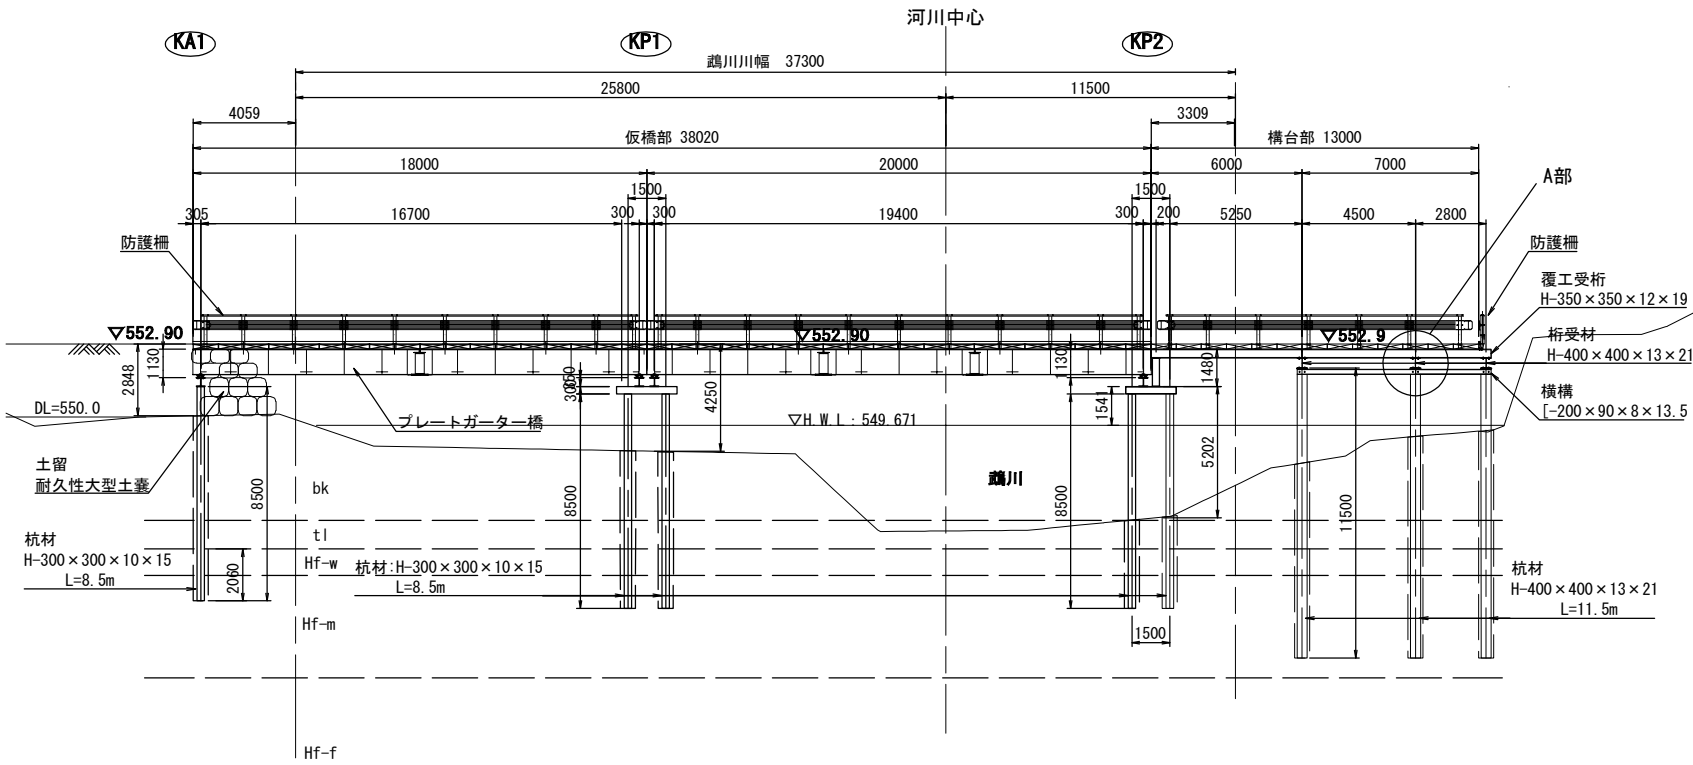 河川中心
KA1
KP1
KP2
鵡川川幅 37300
25800
11500
4059
3309
仮橋部 38020
構台部 13000
18000
20000
6000
7000
A部
1500
1500
305
16700
300
300
19400
300
200
5250
4500
2800
防護柵
防護柵
覆工受桁
H-350×350×12×19
▽552.90
▽552.90
▽552.9
桁受材
H-400×400×13×21
1130
2848
350
300
4250
1130
1480
1541
横構
[-200×90×8×13.5
DL=550.0
プレートガーター橋
▽H.W.L : 549.671
5202
土留
耐久性大型土嚢
bk
8500
8500
鵡川
8500
11500
tl
杭材
H-300×300×10×15
L=8.5m
2060
Hf-w
杭材:H-300×300×10×15
L=8.5m
杭材
H-400×400×13×21
L=11.5m
Hf-m
1500
Hf-f